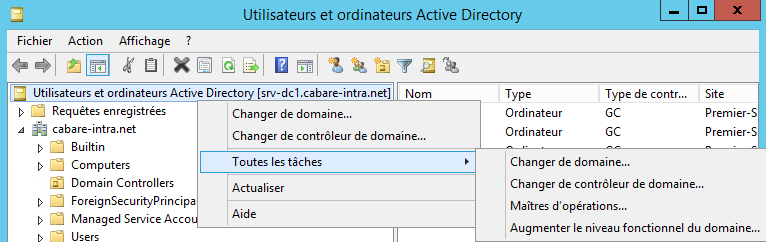 Utilisateurs et ordinateurs Active Directory
Fichier Action Affichage ?
Utilisateurs et ordinateurs Active Directory [srv-dc1.cabare-intra.net]
Nom Type Type de contr... Site
Requêtes enregistrées
Changer de domaine...
Ordinateur GC Premier-S
cabare-intra.net
Changer de contrôleur de domaine...
Ordinateur GC Premier-S
Builtin
Computers
Toutes les tâches
Changer de domaine...
Domain Controllers
Actualiser
Changer de contrôleur de domaine...
ForeignSecurityPrincipa
Aide
Maîtres d'opérations...
Managed Service Accou
Augmenter le niveau fonctionnel du domaine...
Users